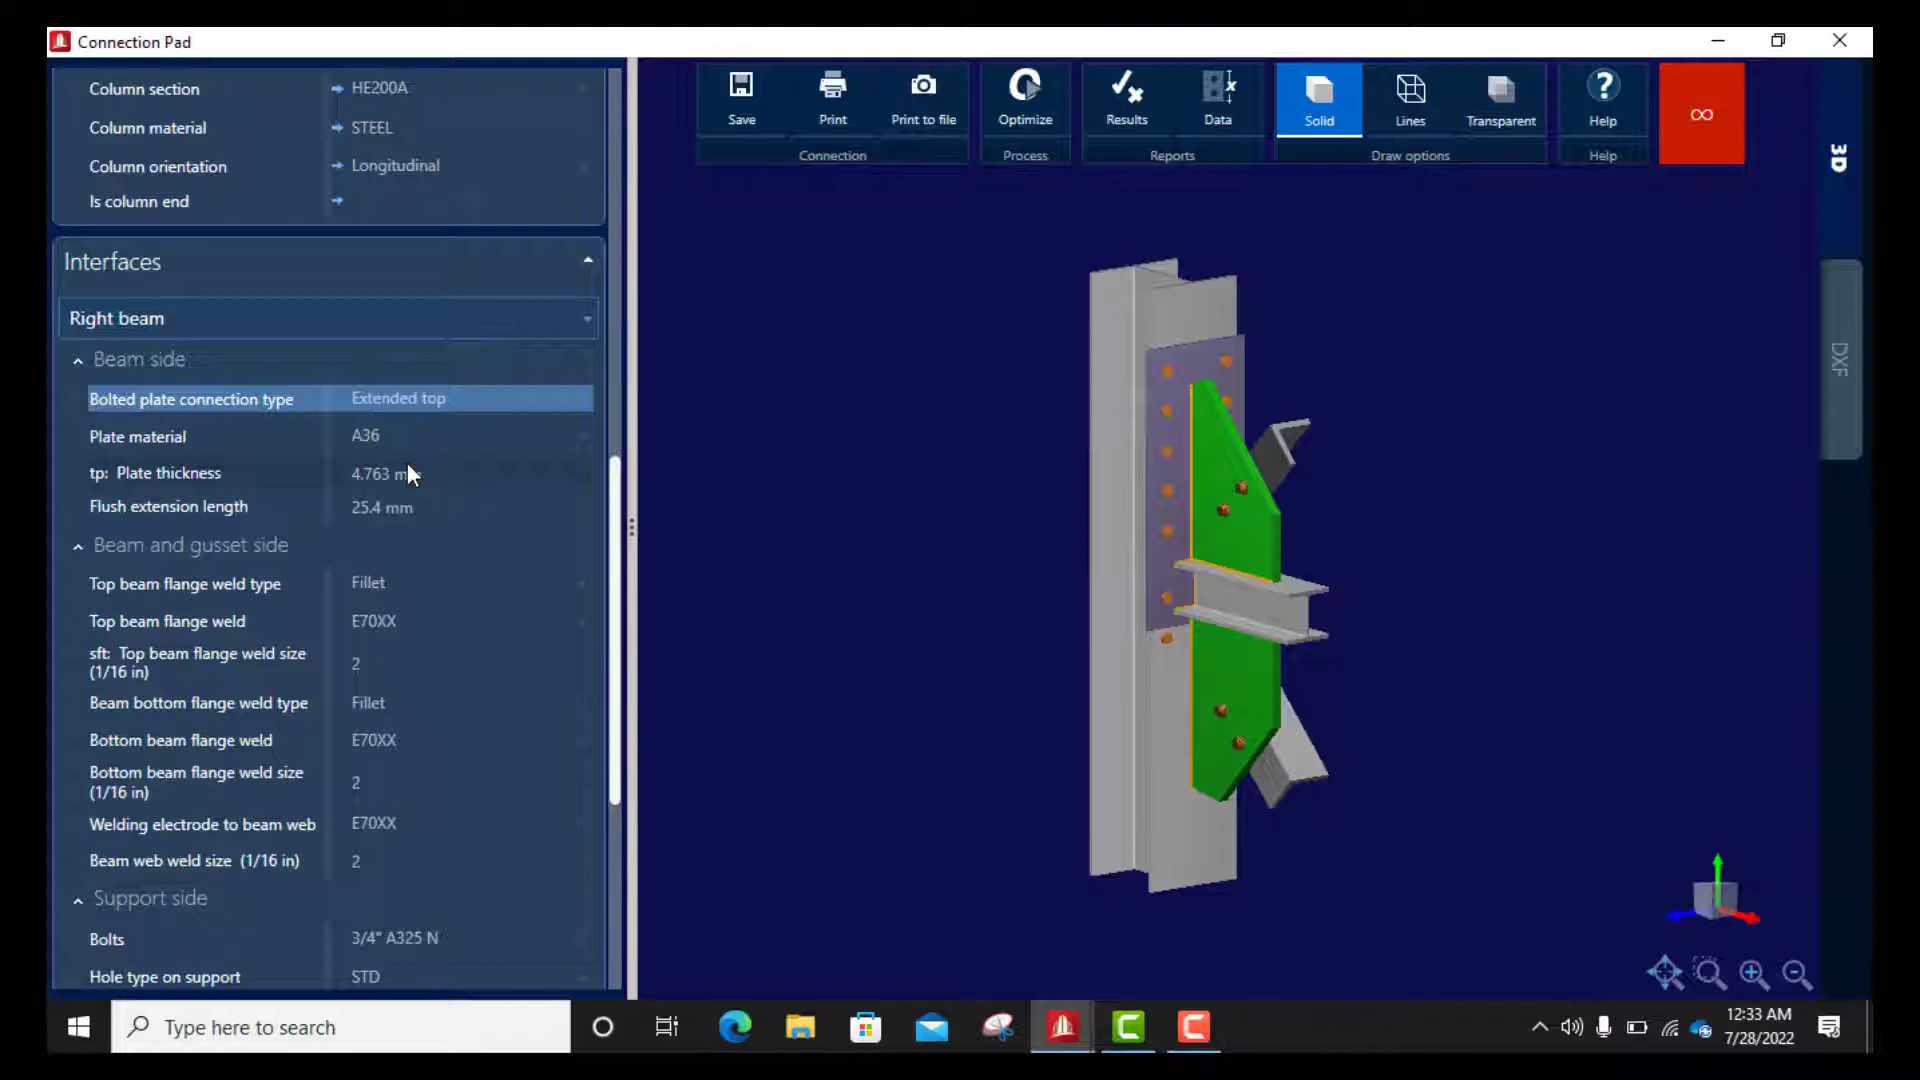 Connection Pad
Column section HE200A
Column material STEEL
Column orientation Longitudinal
Is column end
Interfaces
Right beam
Beam side
Bolted plate connection type Extended top
Plate material A36
tp: Plate thickness 4.763 m
Flush extension length 25.4 mm
Beam and gusset side
Top beam flange weld type Fillet
Top beam flange weld E70XX
sft: Top beam flange weld size
(1/16 in) 2
Beam bottom flange weld type Fillet
Bottom beam flange weld E70XX
Bottom beam flange weld size
(1/16 in) 2
Welding electrode to beam web E70XX
Beam web weld size (1/16 in) 2
Support side
Bolts 3/4" A325 N
Hole type on support STD
Save Print Print to file Optimize Results Data Solid Lines Transparent Help
∞
Connection Process Reports Draw options Help
3D
DXF
Type here to search
12:33 AM
7/28/2022